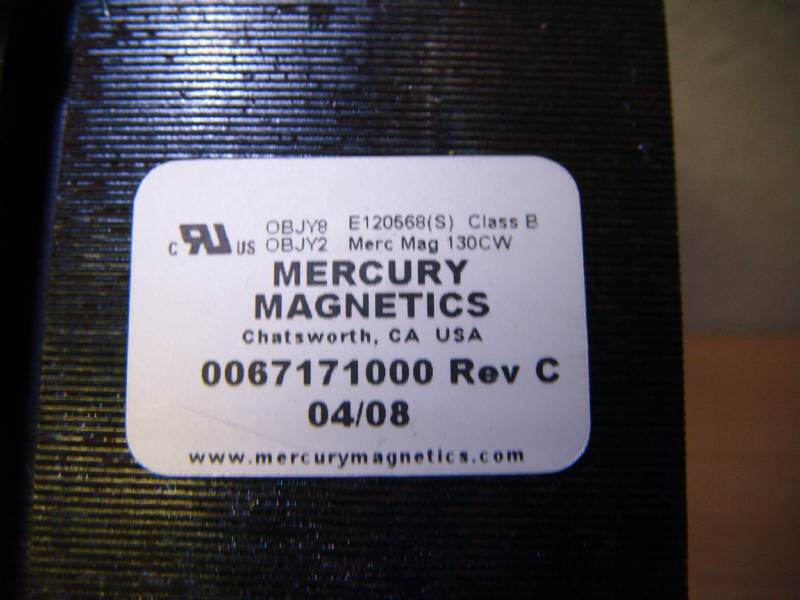 C RU US OBJY8 E120568(S) Class B
OBJY2 Merc Mag 130CW
MERCURY
MAGNETICS
Chatsworth, CA USA
0067171000 Rev C
04/08
www.mercurymagnetics.com